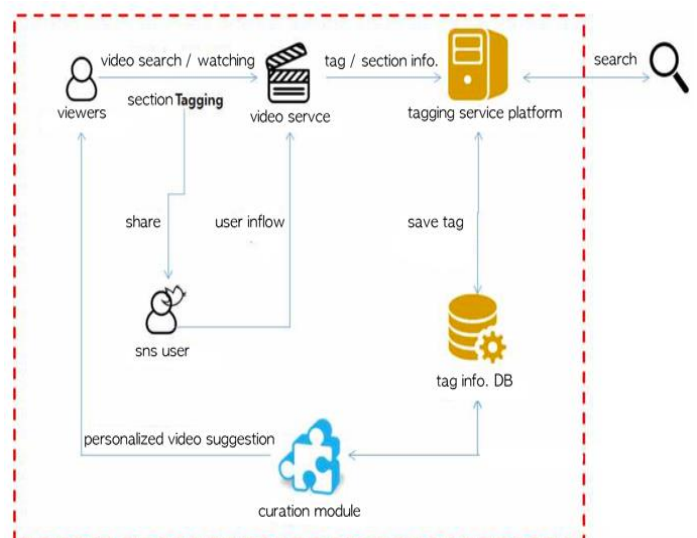 video search / watching
tag / section info.
search
section Tagging
viewers
video servce
tagging service platform
share
user inflow
save tag
sns user
tag info. DB
personalized video suggestion
curation module